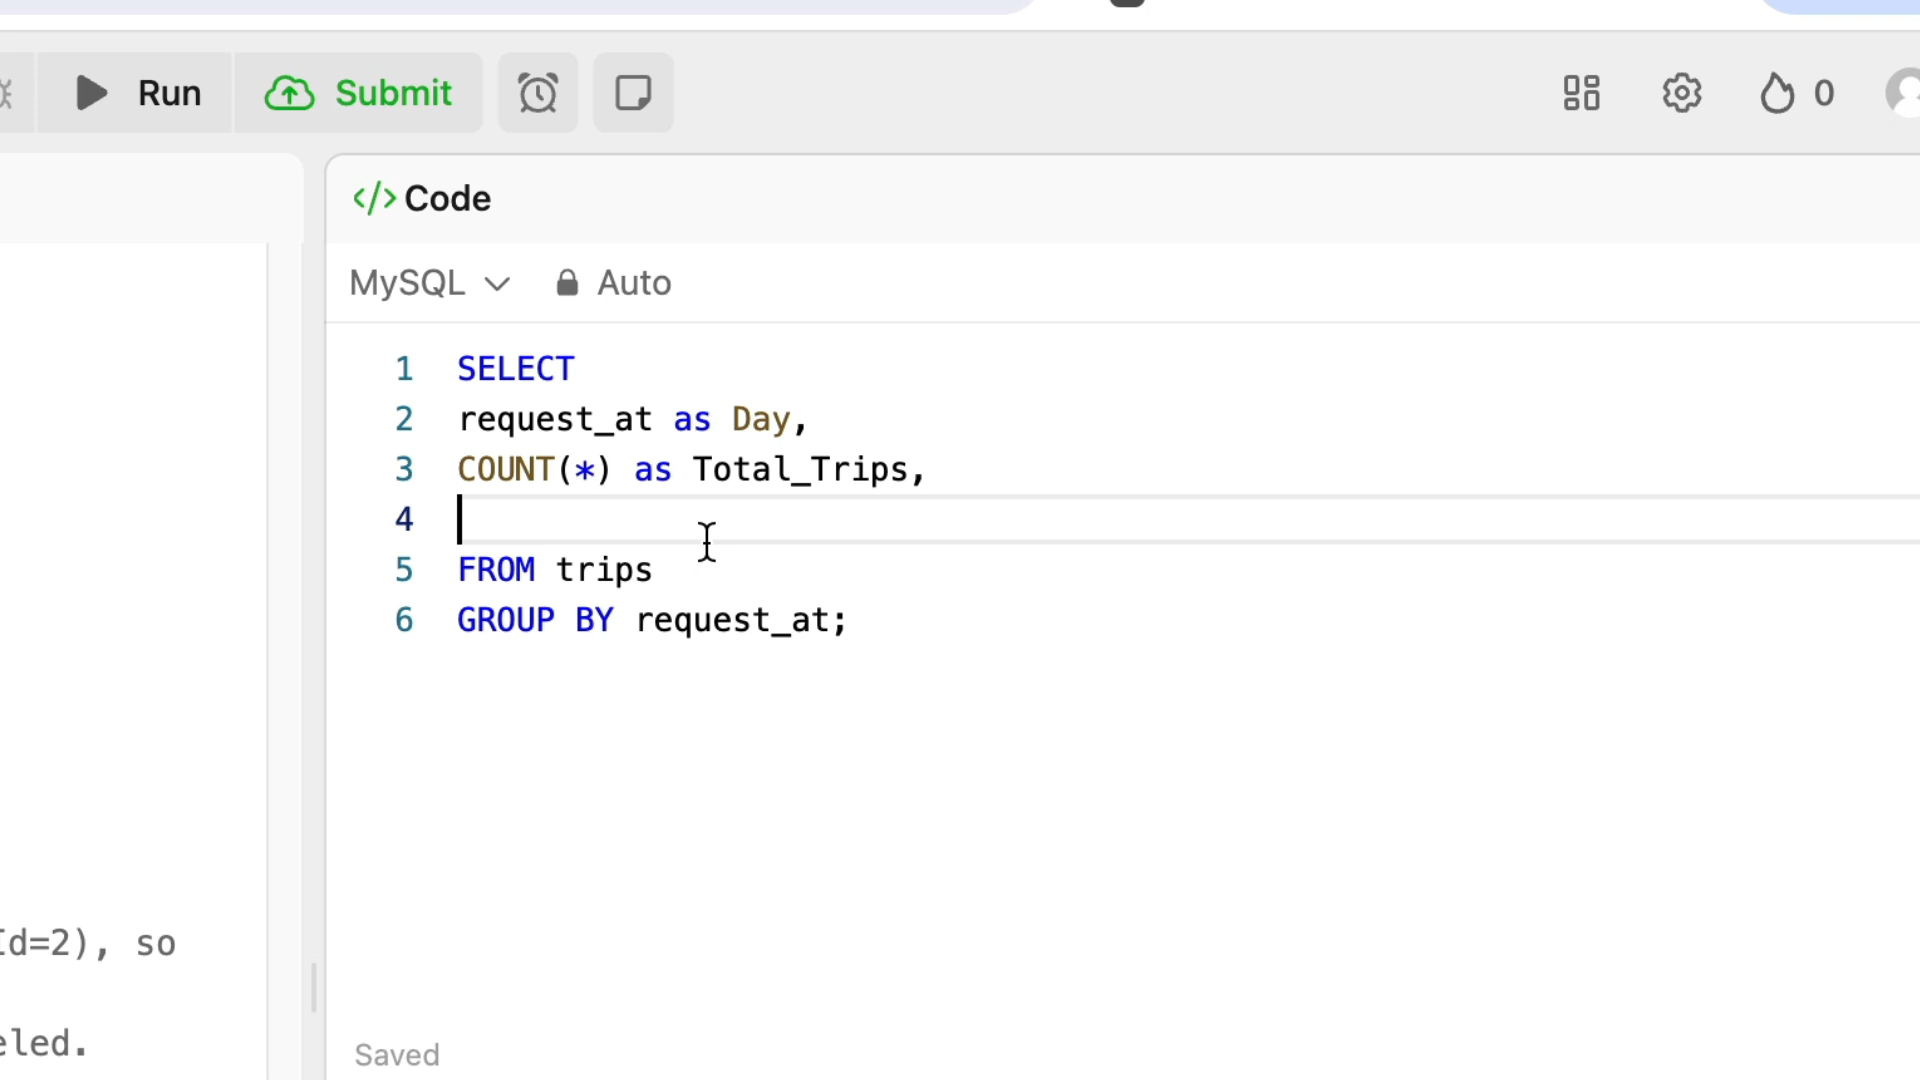 Run
Submit
0
</> Code
MySQL
Auto
1 SELECT
2 request_at as Day,
3 COUNT(*) as Total_Trips,
4
5 FROM trips
6 GROUP BY request_at;
Id=2), so
eled.
Saved